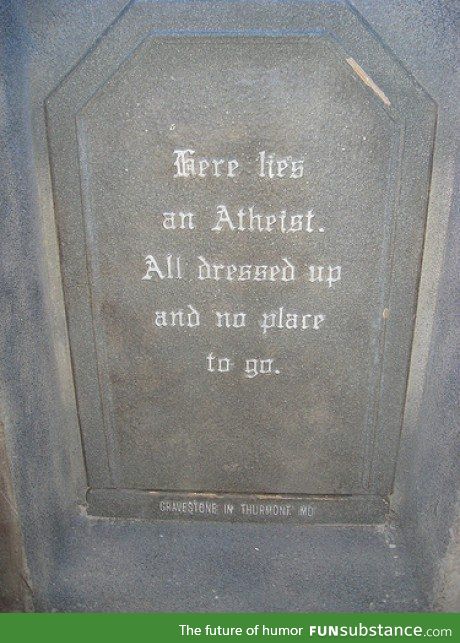 Here lies
an Atheist.
All dressed up
and no place
to go.
GRAVESTONE IN THURMONT, MD
The future of humor FUNsubstance.com